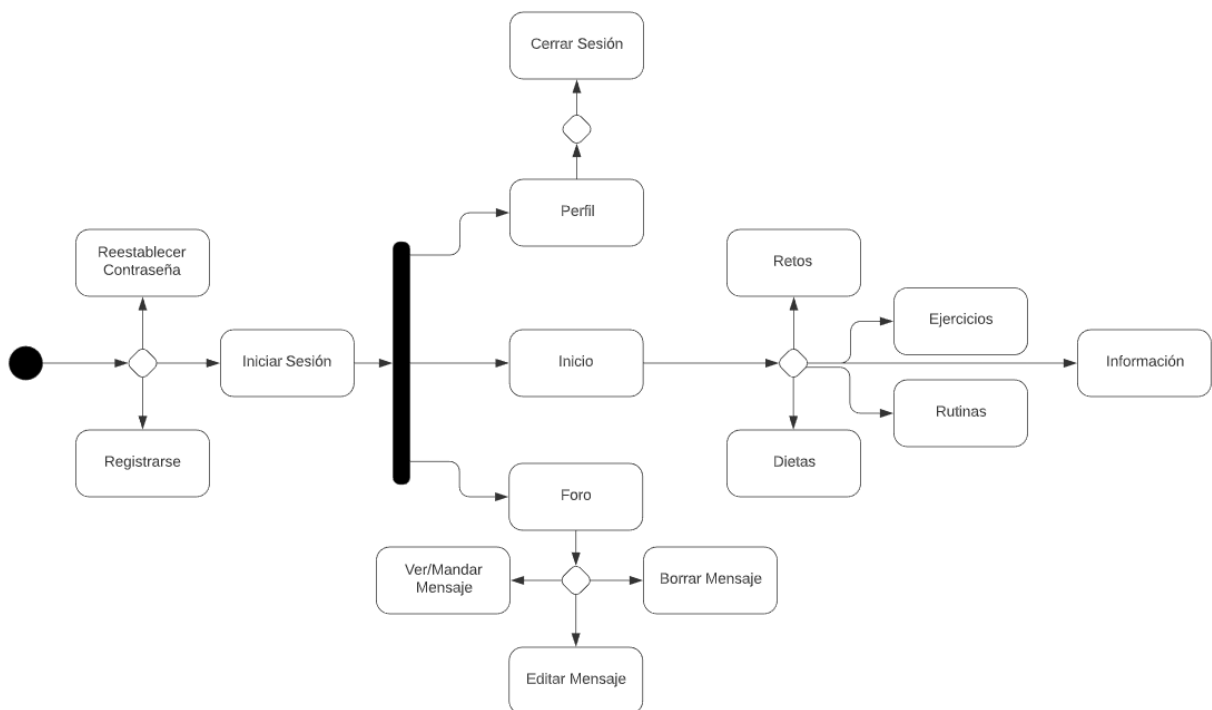 Cerrar Sesión
Perfil
Reestablecer
Contraseña
Retos
Ejercicios
Iniciar Sesión
Inicio
Información
Rutinas
Registrarse
Dietas
Foro
Ver/Mandar
Mensaje
Borrar Mensaje
Editar Mensaje